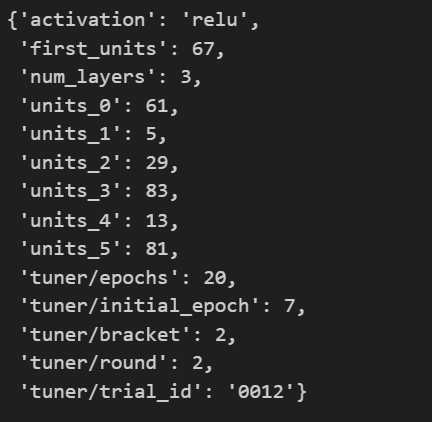 {'activation': 'relu',
 'first_units': 67,
 'num_layers': 3,
 'units_0': 61,
 'units_1': 5,
 'units_2': 29,
 'units_3': 83,
 'units_4': 13,
 'units_5': 81,
 'tuner/epochs': 20,
 'tuner/initial_epoch': 7,
 'tuner/bracket': 2,
 'tuner/round': 2,
 'tuner/trial_id': '0012'}